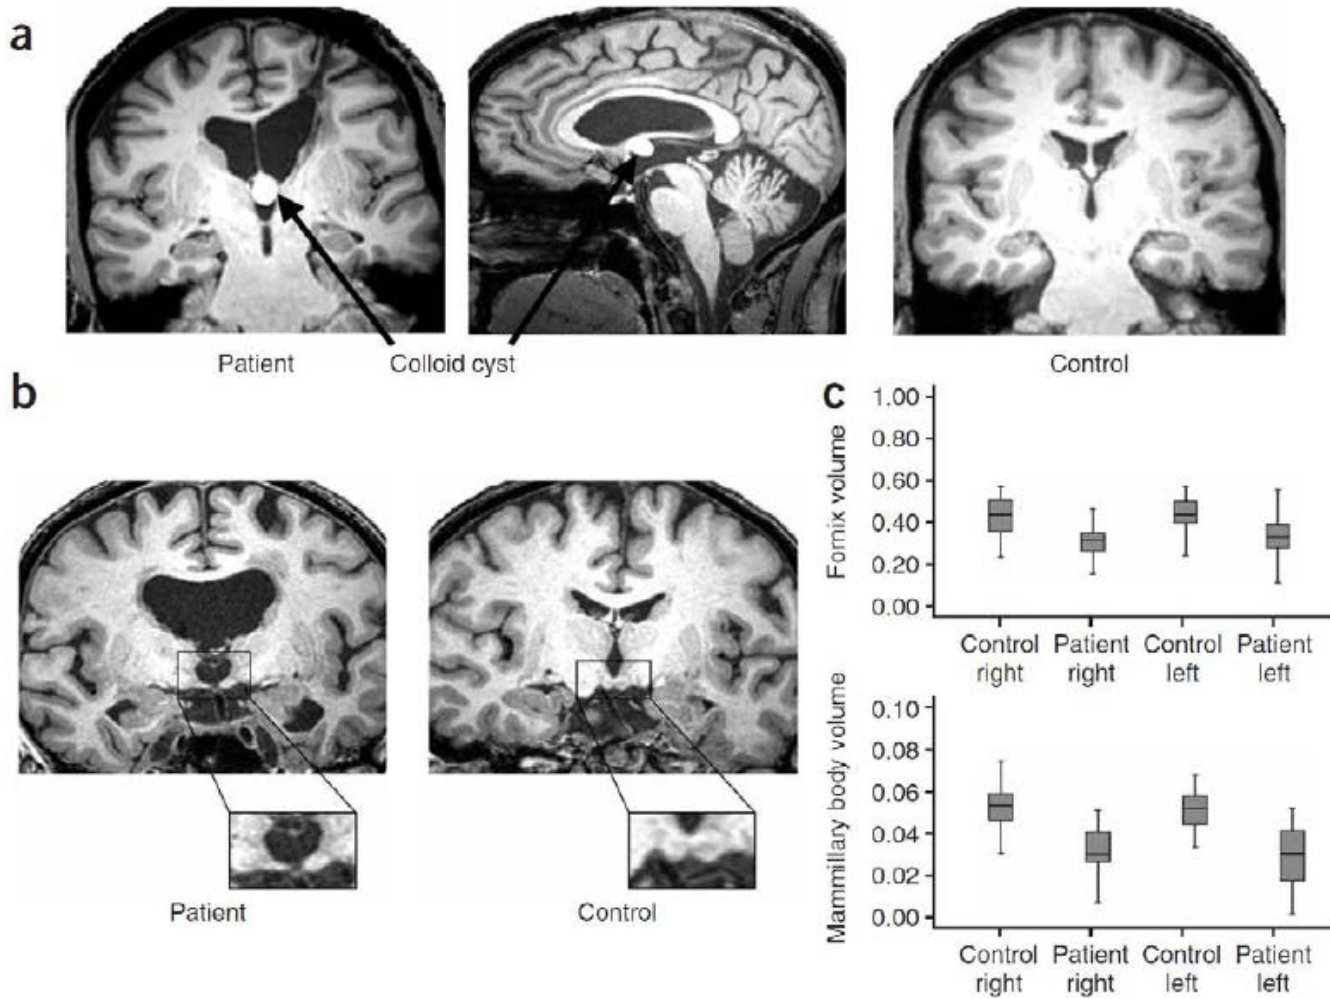 a
Patient
Colloid cyst
Control
b
Patient
Control
c
Fornix volume
1.00
0.80
0.60
0.40
0.20
0.00
Control right
Patient right
Control left
Patient left
Mammillary body volume
0.10
0.08
0.06
0.04
0.02
0.00
Control right
Patient right
Control left
Patient left